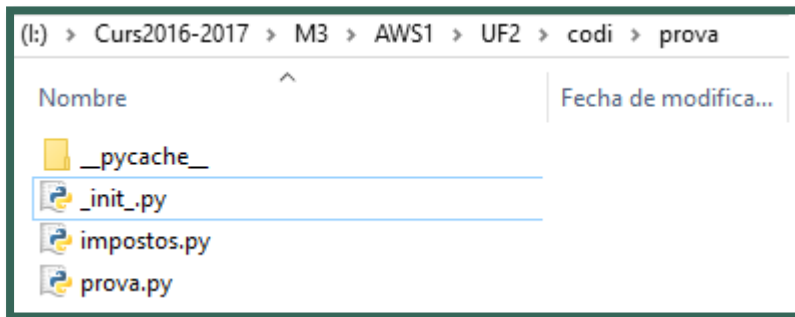 (I:) > Curs2016-2017 > M3 > AWS1 > UF2 > codi > prova
Nombre Fecha de modifica...
__pycache__
_init_.py
impostos.py
prova.py